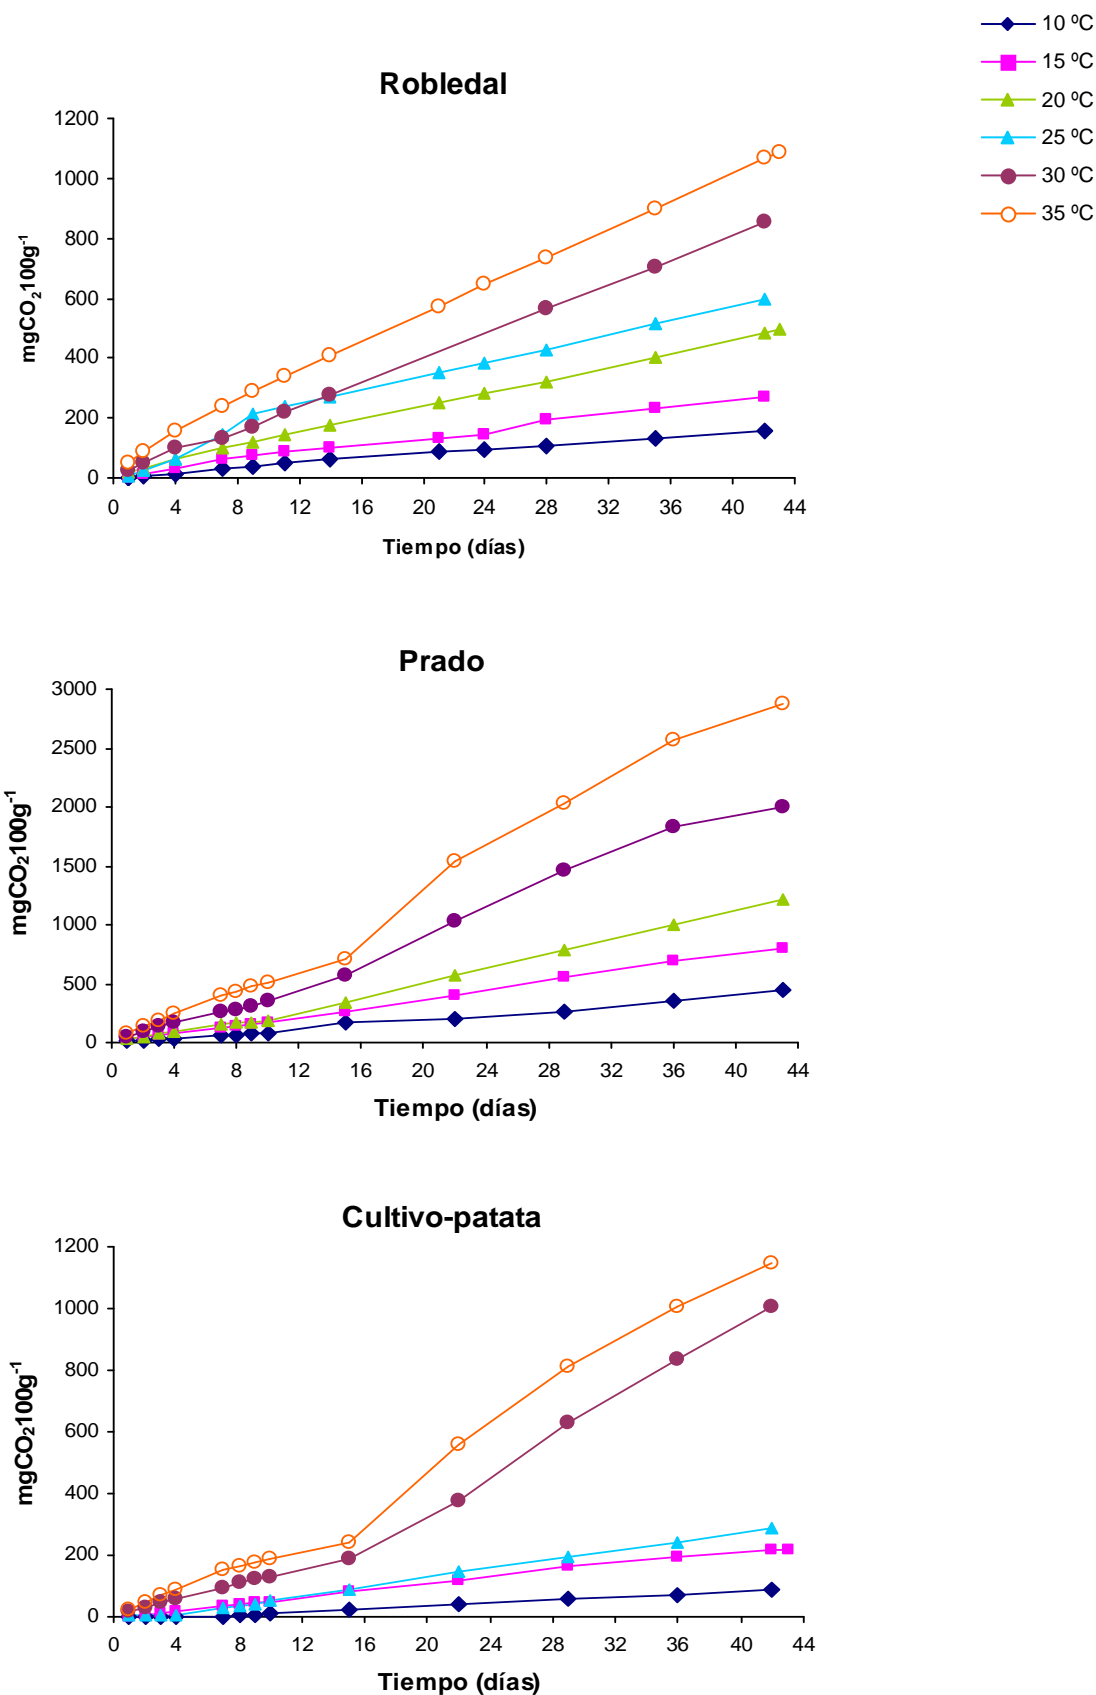 10 ºC
15 ºC
20 ºC
25 ºC
30 ºC
35 ºC
Robledal
mgCO₂100g⁻¹
1200
1000
800
600
400
200
0
0 4 8 12 16 20 24 28 32 36 40 44
Tiempo (días)
Prado
mgCO₂100g⁻¹
3000
2500
2000
1500
1000
500
0
0 4 8 12 16 20 24 28 32 36 40 44
Tiempo (días)
Cultivo-patata
mgCO₂100g⁻¹
1200
1000
800
600
400
200
0
0 4 8 12 16 20 24 28 32 36 40 44
Tiempo (días)